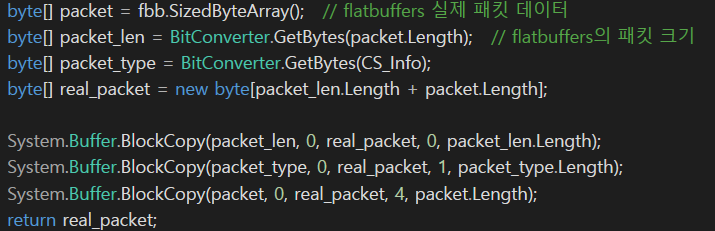 byte[] packet = fbb.SizedByteArray();   // flatbuffers 실제 패킷 데이터
byte[] packet_len = BitConverter.GetBytes(packet.Length);   // flatbuffers의 패킷 크기
byte[] packet_type = BitConverter.GetBytes(CS_Info);
byte[] real_packet = new byte[packet_len.Length + packet.Length];
System.Buffer.BlockCopy(packet_len, 0, real_packet, 0, packet_len.Length);
System.Buffer.BlockCopy(packet_type, 0, real_packet, 1, packet_type.Length);
System.Buffer.BlockCopy(packet, 0, real_packet, 4, packet.Length);
return real_packet;